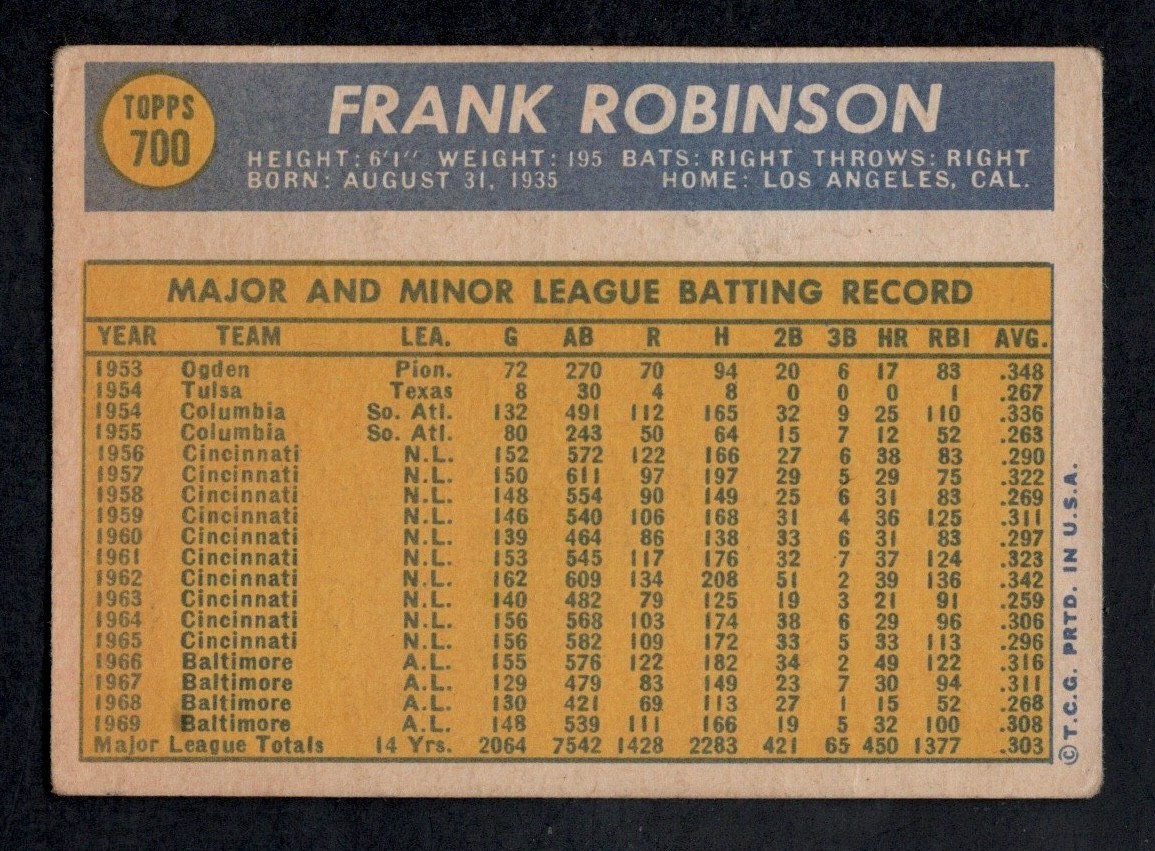 TOPPS
700
FRANK ROBINSON
HEIGHT: 6'1" WEIGHT: 195 BATS: RIGHT THROWS: RIGHT
BORN: AUGUST 31, 1935 HOME: LOS ANGELES, CAL.
MAJOR AND MINOR LEAGUE BATTING RECORD
YEAR TEAM LEA. G AB R H 2B 3B HR RBI AVG.
1953 Ogden Pion. 72 270 70 94 20 6 17 83 .348
1954 Tulsa Texas 8 30 4 8 0 0 0 1 .267
1954 Columbia So. Atl. 132 491 112 165 32 9 25 110 .336
1955 Columbia So. Atl. 80 243 50 64 15 7 12 52 .263
1956 Cincinnati N.L. 152 572 122 166 27 6 38 83 .290
1957 Cincinnati N.L. 150 611 97 197 29 5 29 75 .322
1958 Cincinnati N.L. 148 554 90 149 25 6 31 83 .269
1959 Cincinnati N.L. 146 540 106 168 31 4 36 125 .311
1960 Cincinnati N.L. 139 464 86 138 33 6 31 83 .297
1961 Cincinnati N.L. 153 545 117 176 32 7 37 124 .323
1962 Cincinnati N.L. 162 609 134 208 51 2 39 136 .342
1963 Cincinnati N.L. 140 482 79 125 19 3 21 91 .259
1964 Cincinnati N.L. 156 568 103 174 38 6 29 96 .306
1965 Cincinnati N.L. 156 582 109 172 33 5 33 113 .296
1966 Baltimore A.L. 155 576 122 182 34 2 49 122 .316
1967 Baltimore A.L. 129 479 83 149 23 7 30 94 .311
1968 Baltimore A.L. 130 421 69 113 27 1 15 52 .268
1969 Baltimore A.L. 148 539 111 166 19 5 32 100 .308
Major League Totals 14 Yrs. 2064 7542 1428 2283 421 65 450 1377 .303
© T.C.G. PRTD. IN U.S.A.